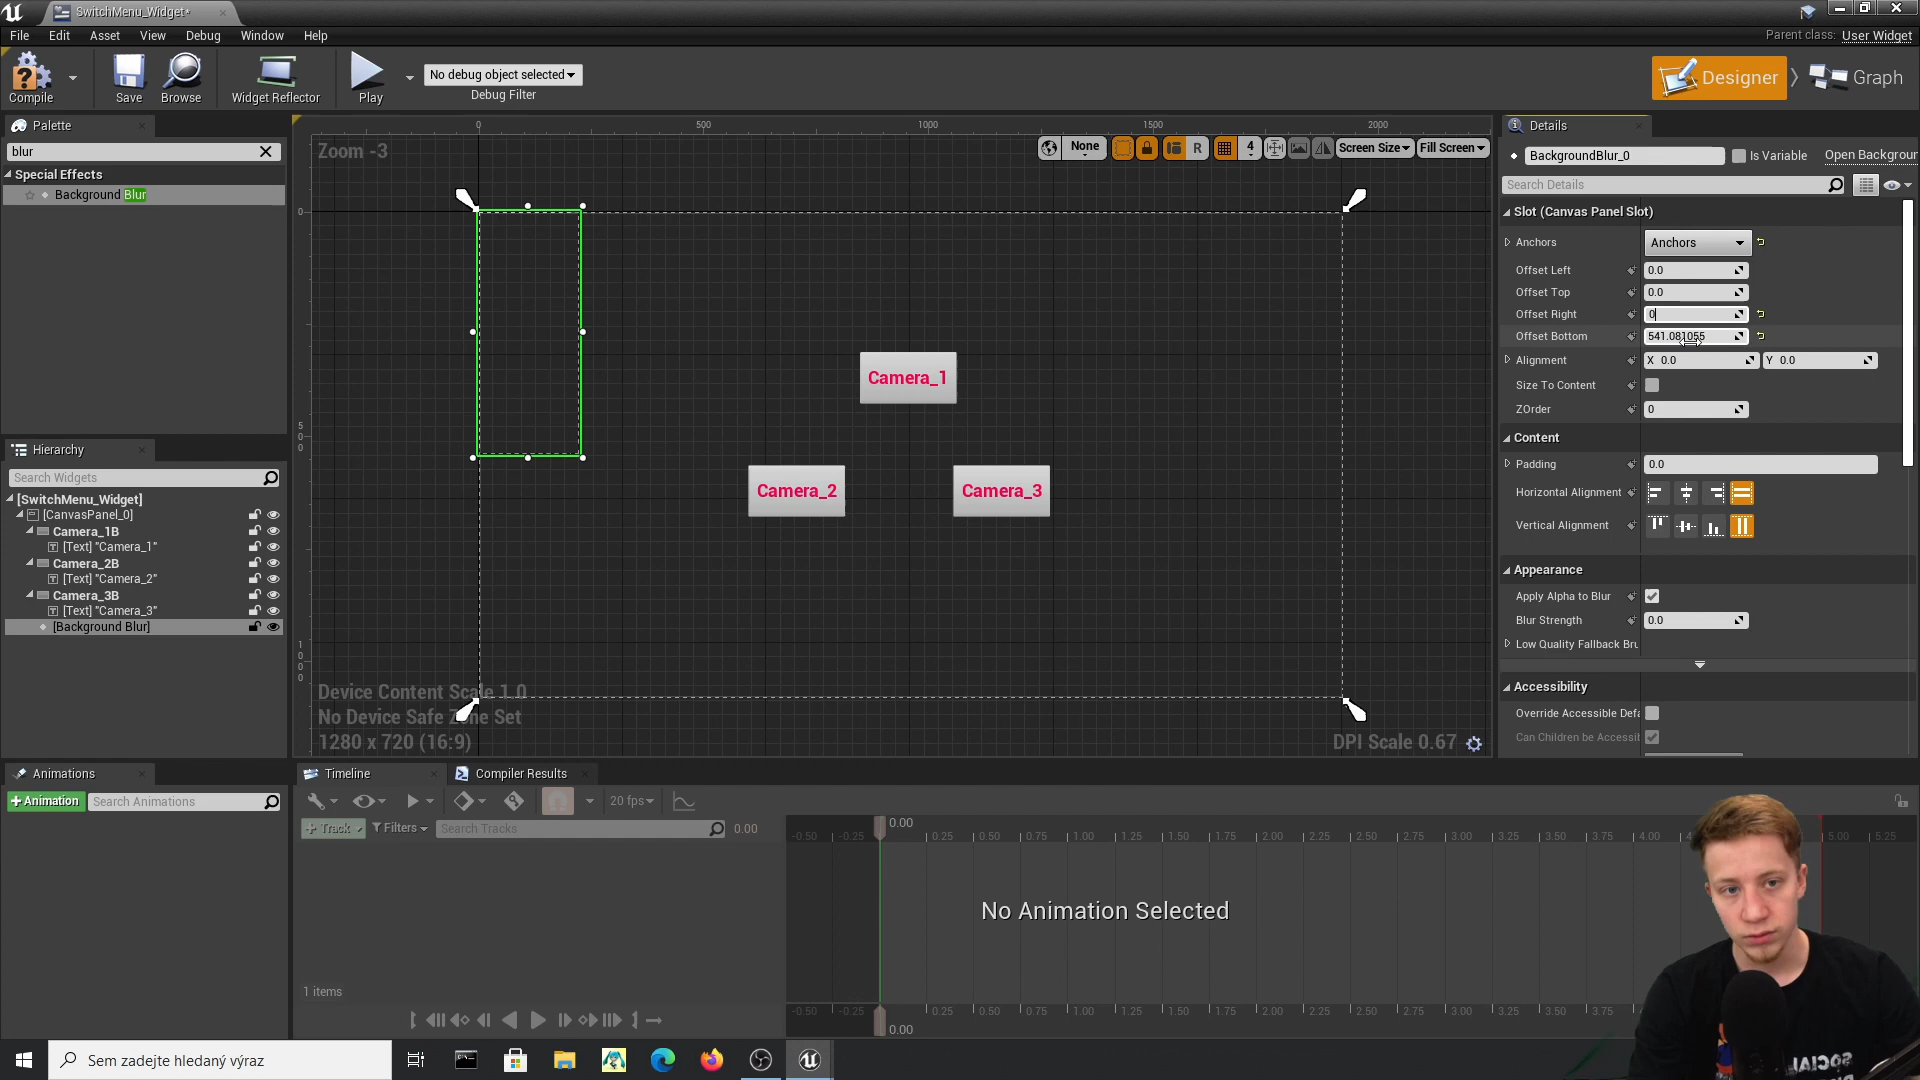 SwitchMenu_Widget*
File Edit Asset View Debug Window Help
Parent class: User Widget
Compile Save Browse Widget Reflector Play
No debug object selected
Debug Filter
Designer Graph
Palette
blur
Special Effects
Background Blur
Hierarchy
Search Widgets
[SwitchMenu_Widget]
[CanvasPanel_0]
Camera_1B
[Text] "Camera_1"
Camera_2B
[Text] "Camera_2"
Camera_3B
[Text] "Camera_3"
[Background Blur]
0 500 1000 1500 2000
Zoom -3
None R 4 Screen Size Fill Screen
0
500
1000
Camera_1
Camera_2 Camera_3
Device Content Scale 1.0
No Device Safe Zone Set
1280 x 720 (16:9)
DPI Scale 0.67
Details
BackgroundBlur_0 Is Variable Open Backgroun
Search Details
Slot (Canvas Panel Slot)
Anchors Anchors
Offset Left 0.0
Offset Top 0.0
Offset Right 0
Offset Bottom 541.081055
Alignment X 0.0 Y 0.0
Size To Content
ZOrder 0
Content
Padding 0.0
Horizontal Alignment
Vertical Alignment
Appearance
Apply Alpha to Blur
Blur Strength 0.0
Low Quality Fallback Bru
Accessibility
Override Accessible Defa
Can Children be Accessit
Animations
+Animation Search Animations
Timeline Compiler Results
20 fps
+ Track Filters Search Tracks 0.00
0.00
-0.50 -0.25 0.25 0.50 0.75 1.00 1.25 1.50 1.75 2.00 2.25 2.50 2.75 3.00 3.25 3.50 3.75 4.00 5.00 5.25
No Animation Selected
1 items
-0.50 -0.25 0.25 0.50 0.75 1.00 1.25 1.50 1.75 2.00 2.25 2.50 2.75 3.00 3.25 3.50 3.75
0.00
Sem zadejte hledaný výraz